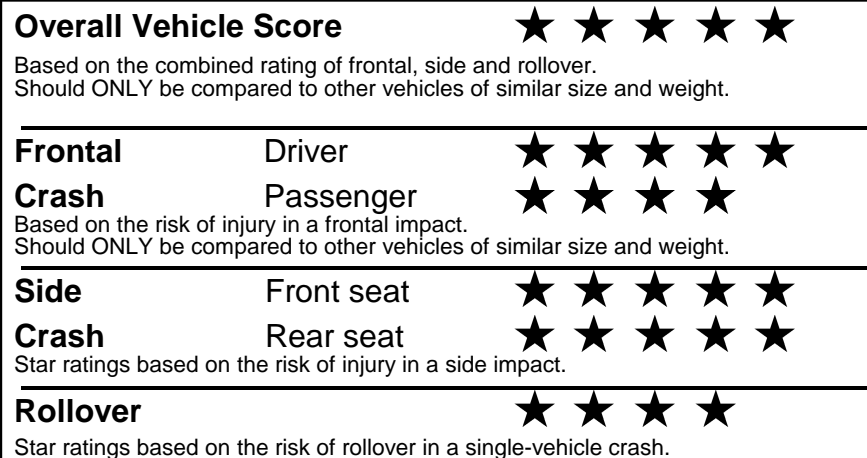 Overall Vehicle Score ★ ★ ★ ★ ★
Based on the combined rating of frontal, side and rollover.
Should ONLY be compared to other vehicles of similar size and weight.
Frontal Driver ★ ★ ★ ★ ★
Crash Passenger ★ ★ ★ ★
Based on the risk of injury in a frontal impact.
Should ONLY be compared to other vehicles of similar size and weight.
Side Front seat ★ ★ ★ ★ ★
Crash Rear seat ★ ★ ★ ★ ★
Star ratings based on the risk of injury in a side impact.
Rollover ★ ★ ★ ★
Star ratings based on the risk of rollover in a single-vehicle crash.